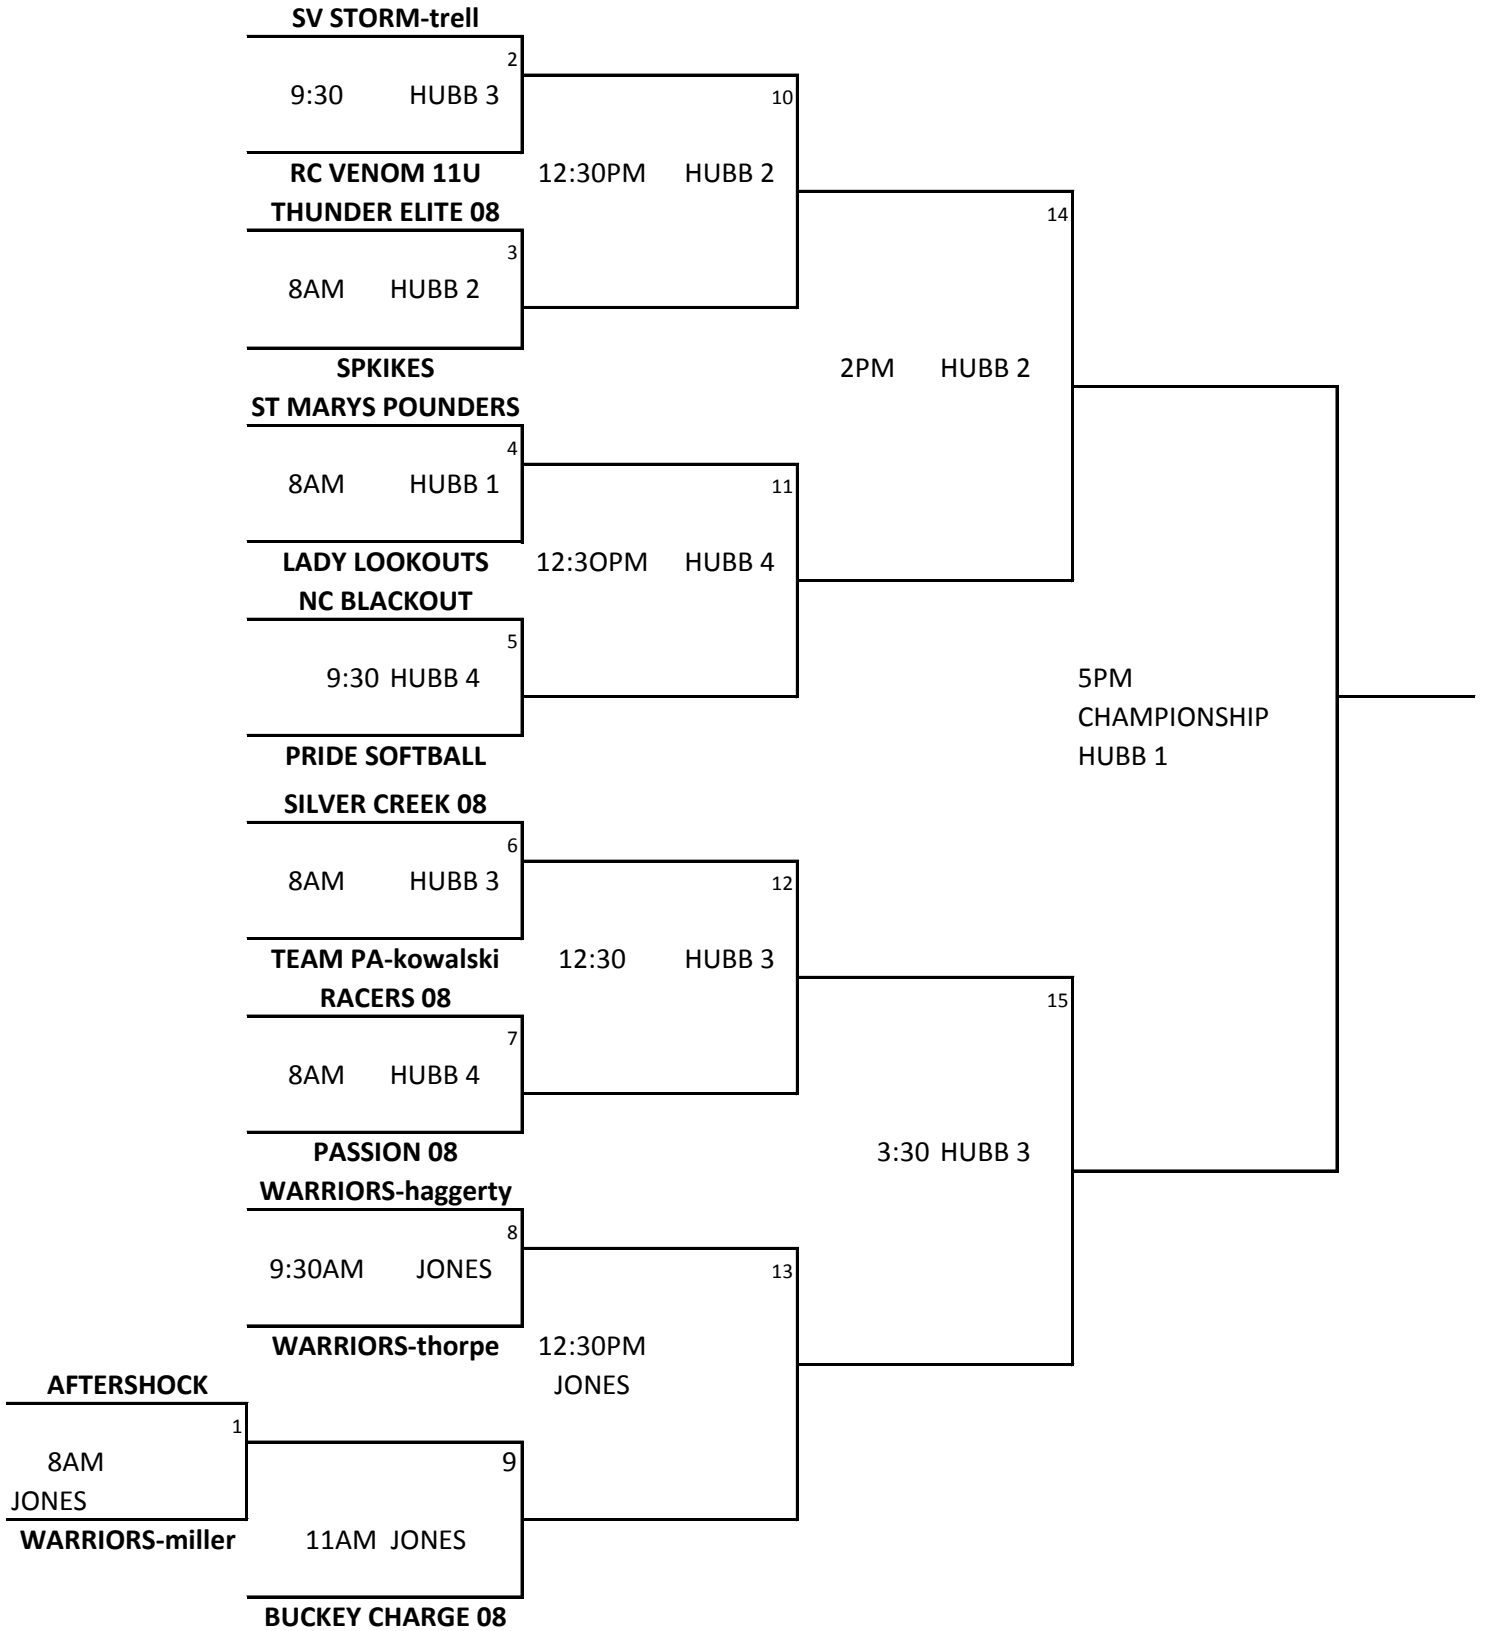 SV STORM-trell
2
9:30 HUBB 3
10
RC VENOM 11U
12:30PM HUBB 2
THUNDER ELITE 08
14
3
8AM HUBB 2
SPKIKES
2PM HUBB 2
ST MARYS POUNDERS
4
8AM HUBB 1
11
LADY LOOKOUTS
12:3OPM HUBB 4
NC BLACKOUT
5
9:30 HUBB 4
5PM
CHAMPIONSHIP
HUBB 1
PRIDE SOFTBALL
SILVER CREEK 08
6
8AM HUBB 3
12
TEAM PA-kowalski
12:30 HUBB 3
RACERS 08
15
7
8AM HUBB 4
PASSION 08
3:30 HUBB 3
WARRIORS-haggerty
8
9:30AM JONES
13
WARRIORS-thorpe
12:30PM
JONES
AFTERSHOCK
1
8AM
JONES
9
WARRIORS-miller
11AM JONES
BUCKEY CHARGE 08